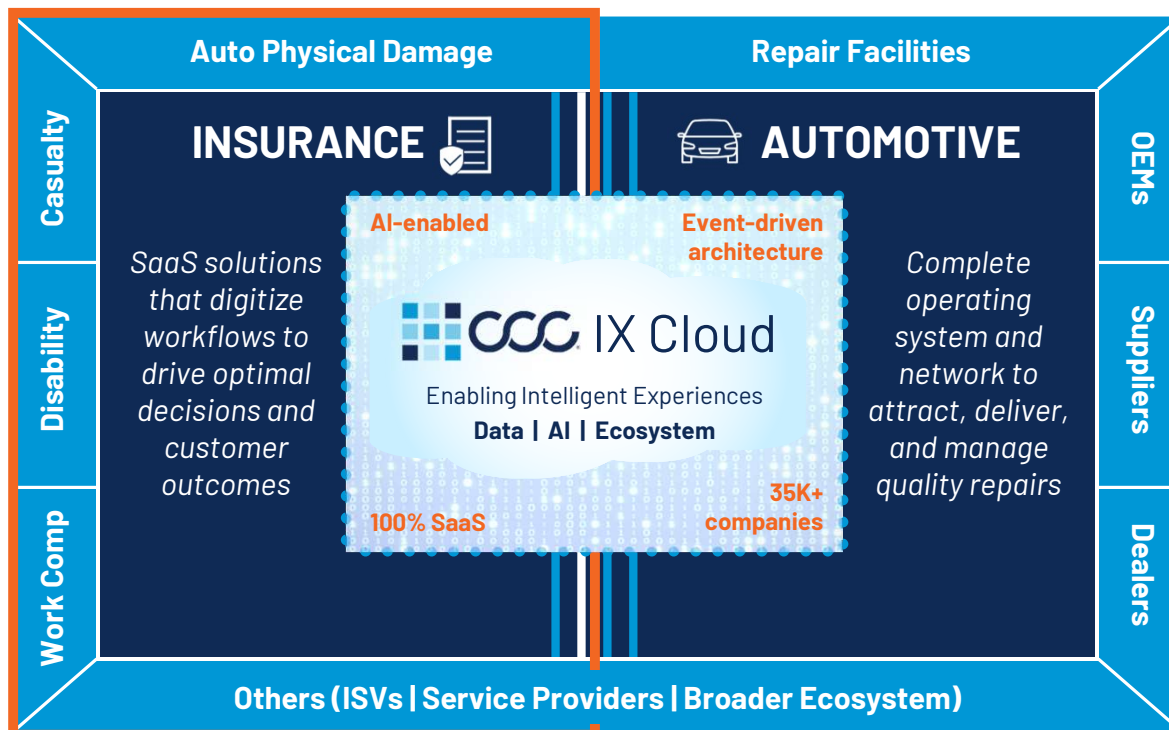 Auto Physical Damage
Repair Facilities
Casualty
Disability
Work Comp
INSURANCE
AUTOMOTIVE
OEMs
Suppliers
Dealers
SaaS solutions
that digitize
workflows to
drive optimal
decisions and
customer
outcomes
AI-enabled
Event-driven
architecture
CCC IX Cloud
Enabling Intelligent Experiences
Data | AI | Ecosystem
100% SaaS
35K+
companies
Complete
operating
system and
network to
attract, deliver,
and manage
quality repairs
Others (ISVs | Service Providers | Broader Ecosystem)